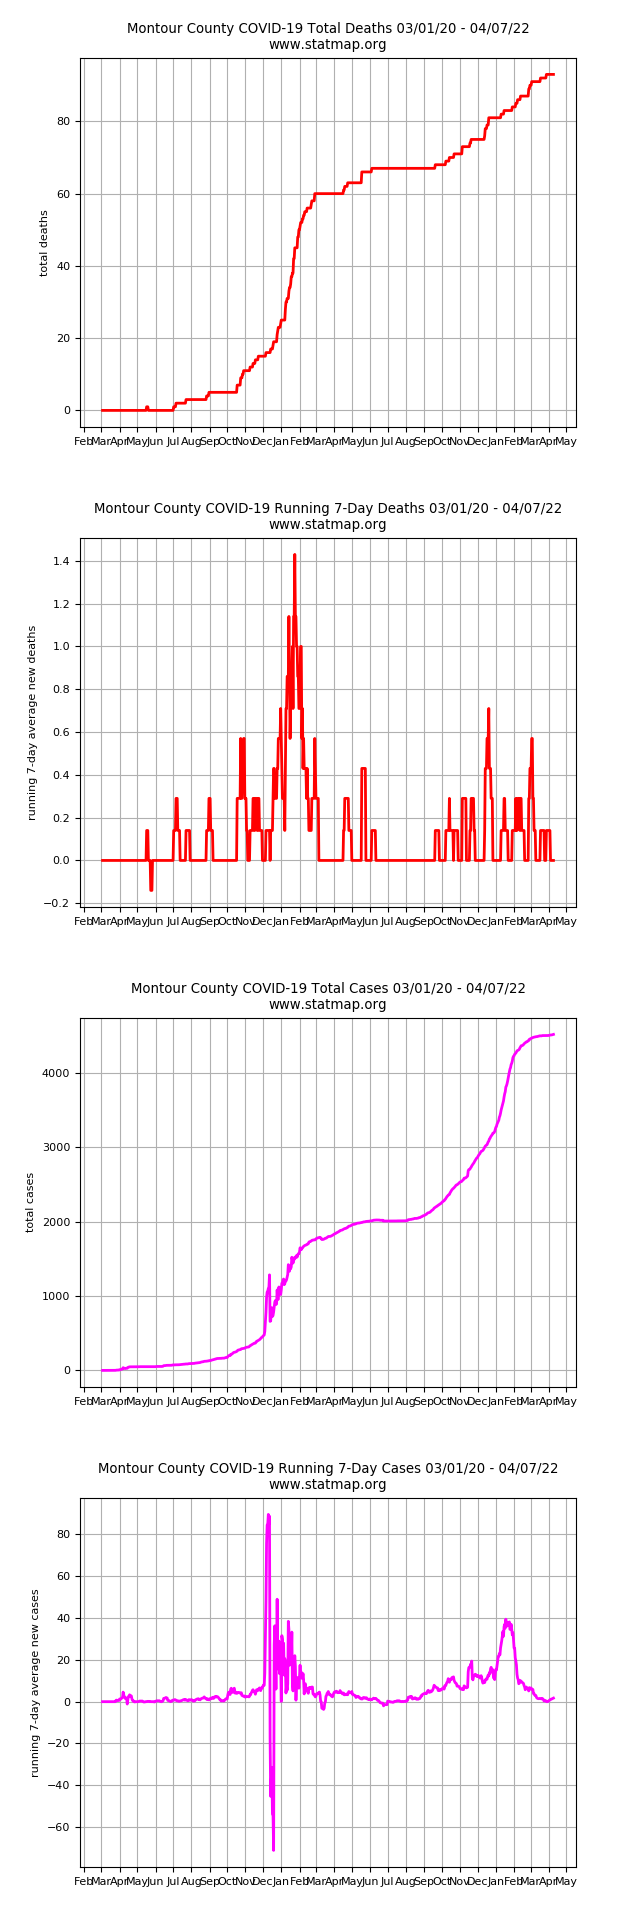 Montour County COVID-19 Total Deaths 03/01/20 - 04/07/22
www.statmap.org
80
60
40
20
0
total deaths
Feb Mar Apr May Jun Jul Aug Sep Oct Nov Dec Jan Feb Mar Apr May Jun Jul Aug Sep Oct Nov Dec Jan Feb Mar Apr May
Montour County COVID-19 Running 7-Day Deaths 03/01/20 - 04/07/22
www.statmap.org
1.4
1.2
1.0
0.8
0.6
0.4
0.2
0.0
−0.2
running 7-day average new deaths
Feb Mar Apr May Jun Jul Aug Sep Oct Nov Dec Jan Feb Mar Apr May Jun Jul Aug Sep Oct Nov Dec Jan Feb Mar Apr May
Montour County COVID-19 Total Cases 03/01/20 - 04/07/22
www.statmap.org
4000
3000
2000
1000
0
total cases
Feb Mar Apr May Jun Jul Aug Sep Oct Nov Dec Jan Feb Mar Apr May Jun Jul Aug Sep Oct Nov Dec Jan Feb Mar Apr May
Montour County COVID-19 Running 7-Day Cases 03/01/20 - 04/07/22
www.statmap.org
80
60
40
20
0
−20
−40
−60
running 7-day average new cases
Feb Mar Apr May Jun Jul Aug Sep Oct Nov Dec Jan Feb Mar Apr May Jun Jul Aug Sep Oct Nov Dec Jan Feb Mar Apr May